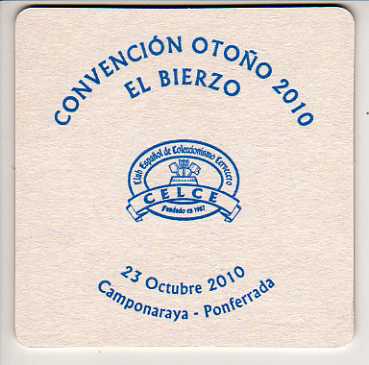 CONVENCIÓN OTOÑO 2010
EL BIERZO
Club Español de Coleccionismo Cervecero
CELCE
Fundado en 1987
23 Octubre 2010
Camponaraya - Ponferrada